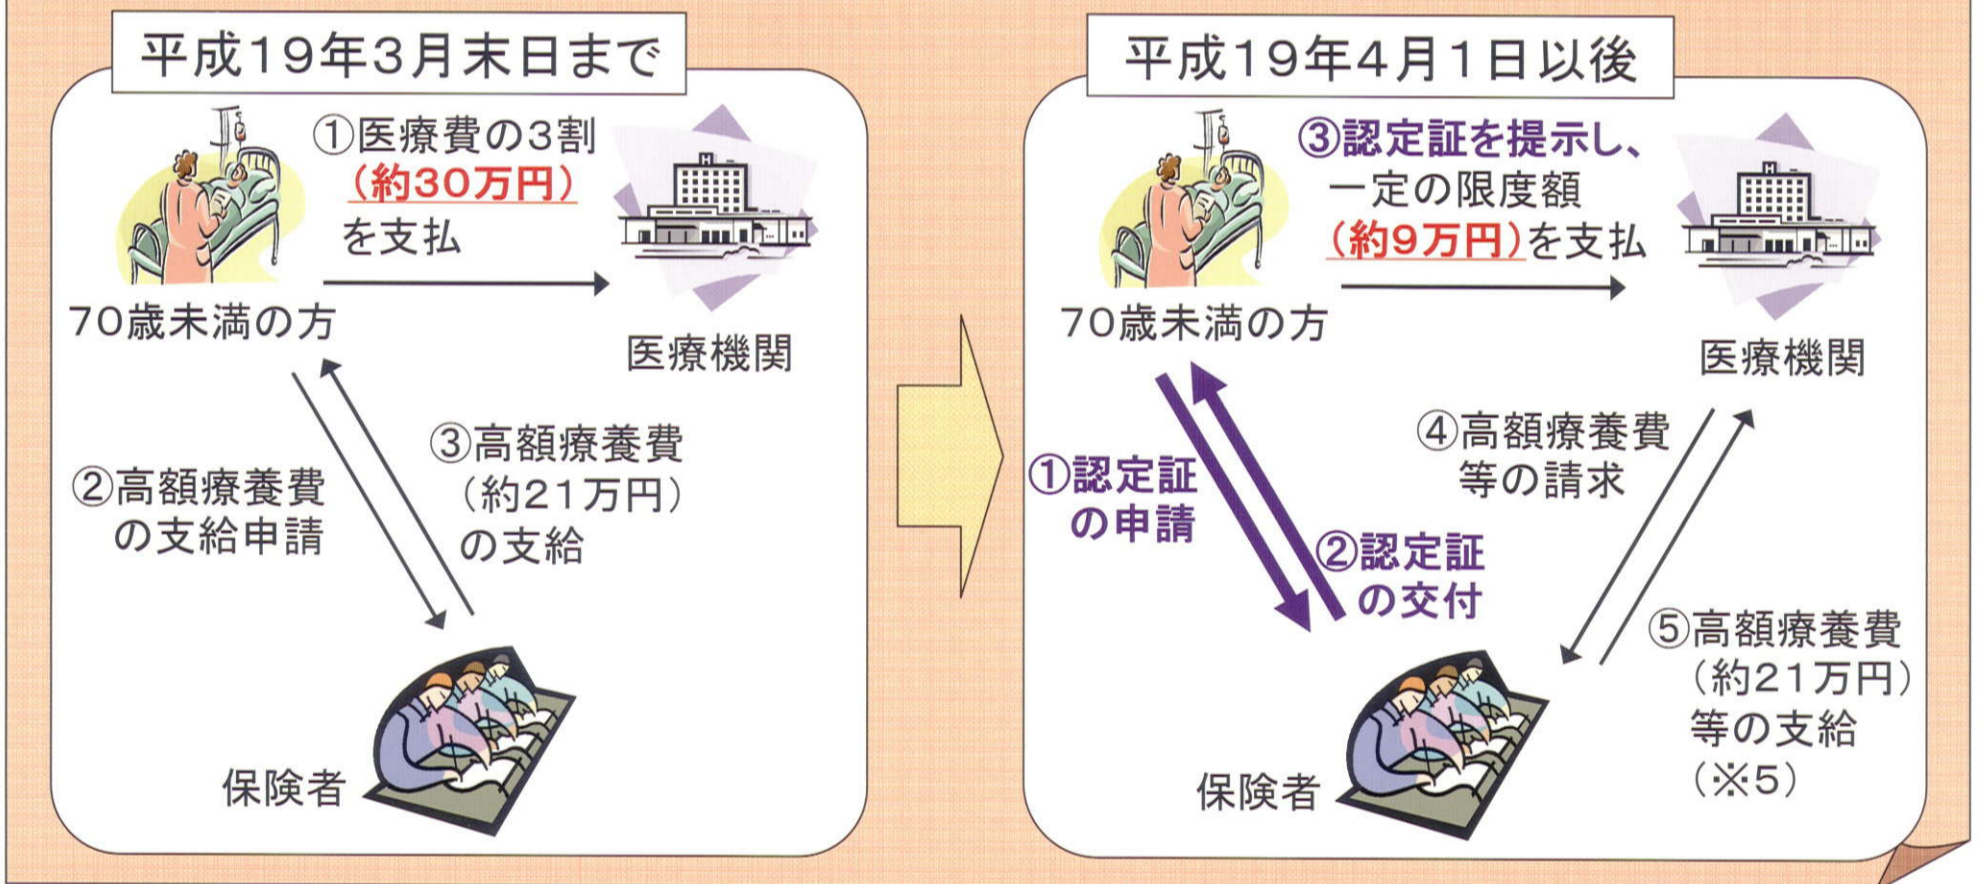 平成19年3月末日まで
①医療費の3割
(約30万円)
を支払
70歳未満の方
医療機関
②高額療養費
の支給申請
③高額療養費
(約21万円)
の支給
保険者
平成19年4月1日以後
③認定証を提示し、
一定の限度額
(約9万円)を支払
70歳未満の方
医療機関
①認定証
の申請
②認定証
の交付
④高額療養費
等の請求
⑤高額療養費
(約21万円)
等の支給
(※5)
保険者